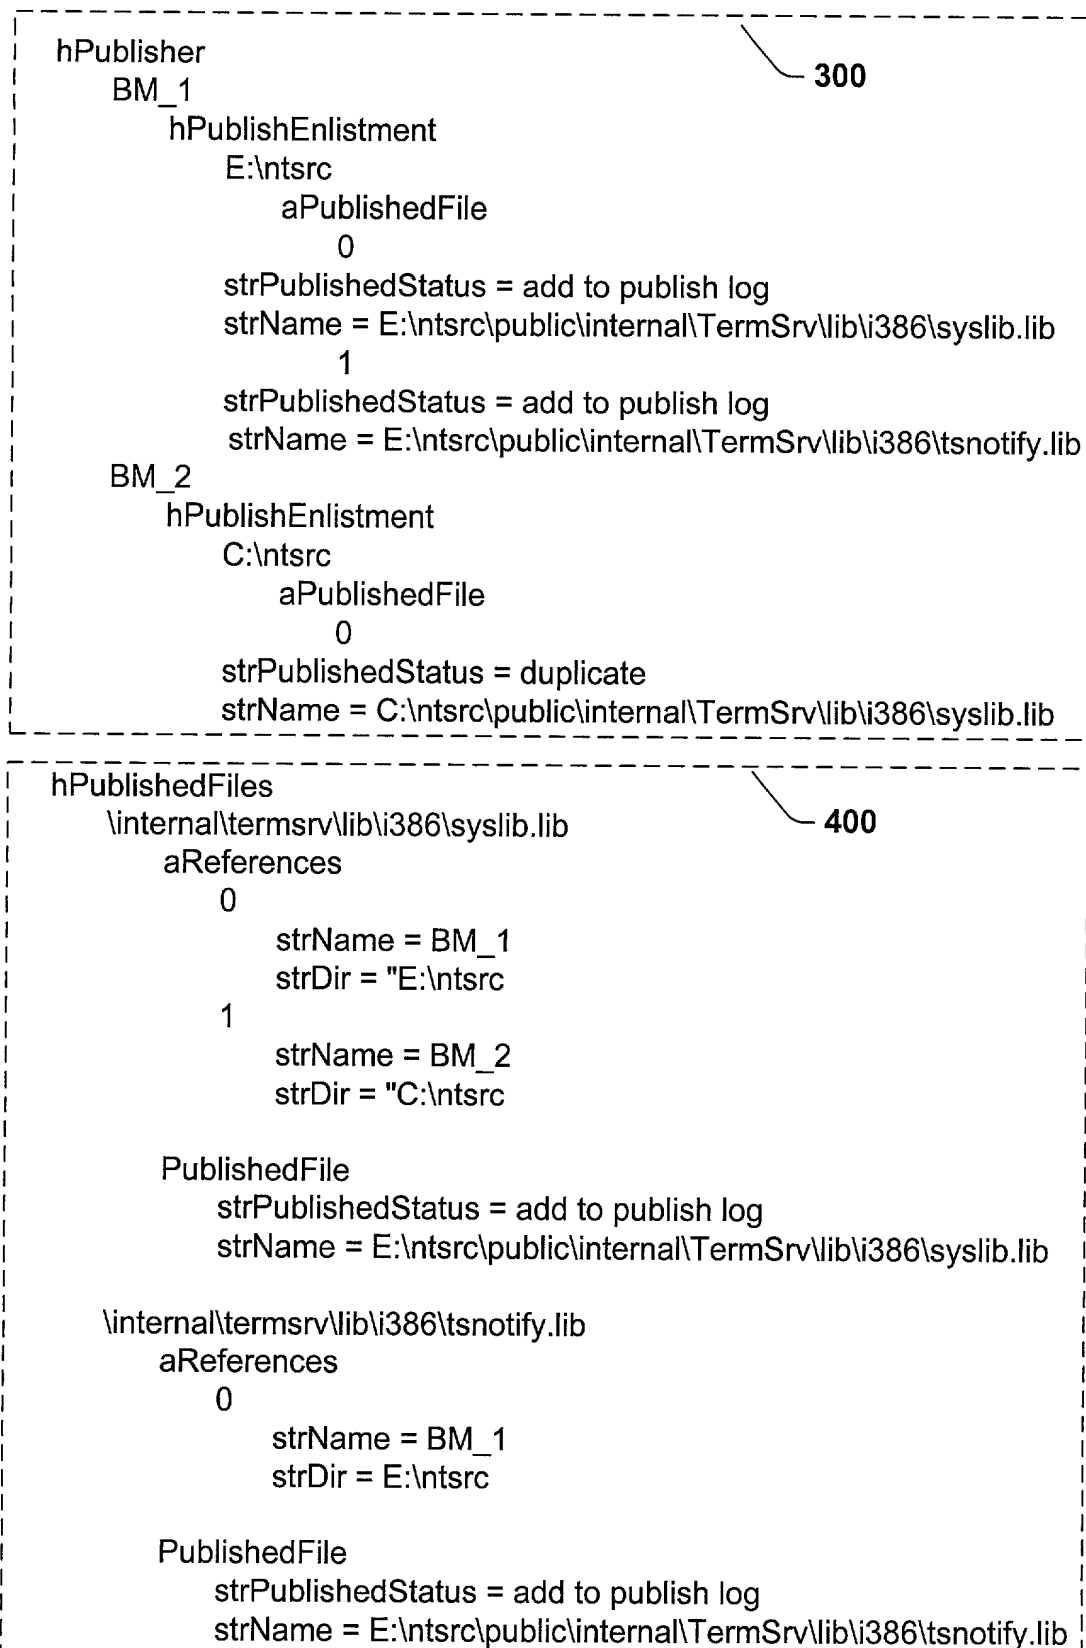 hPublisher
300
BM_1
hPublishEnlistment
E:\ntsrc
aPublishedFile
0
strPublishedStatus = add to publish log
strName = E:\ntsrc\public\internal\TermSrv\lib\i386\syslib.lib
1
strPublishedStatus = add to publish log
strName = E:\ntsrc\public\internal\TermSrv\lib\i386\tsnotify.lib
BM_2
hPublishEnlistment
C:\ntsrc
aPublishedFile
0
strPublishedStatus = duplicate
strName = C:\ntsrc\public\internal\TermSrv\lib\i386\syslib.lib
hPublishedFiles
400
\internal\termsrv\lib\i386\syslib.lib
aReferences
0
strName = BM_1
strDir = "E:\ntsrc
1
strName = BM_2
strDir = "C:\ntsrc
PublishedFile
strPublishedStatus = add to publish log
strName = E:\ntsrc\public\internal\TermSrv\lib\i386\syslib.lib
\internal\termsrv\lib\i386\tsnotify.lib
aReferences
0
strName = BM_1
strDir = E:\ntsrc
PublishedFile
strPublishedStatus = add to publish log
strName = E:\ntsrc\public\internal\TermSrv\lib\i386\tsnotify.lib